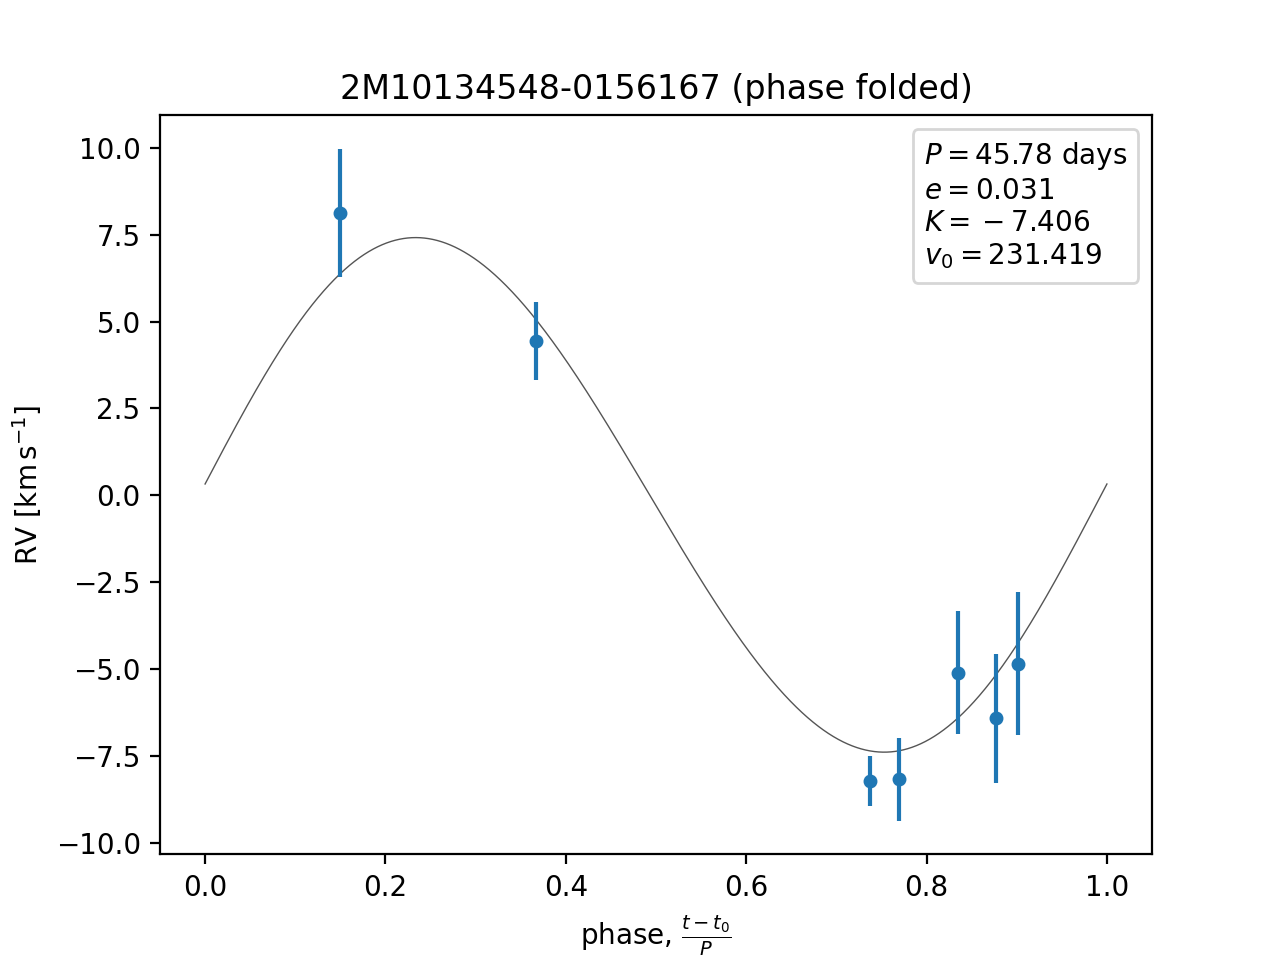 2M10134548-0156167 (phase folded)
P = 45.78 days
e = 0.031
K = −7.406
v₀ = 231.419
10.0
7.5
5.0
2.5
0.0
−2.5
−5.0
−7.5
−10.0
RV [km s⁻¹]
0.0 0.2 0.4 0.6 0.8 1.0
phase, (t − t₀)/P